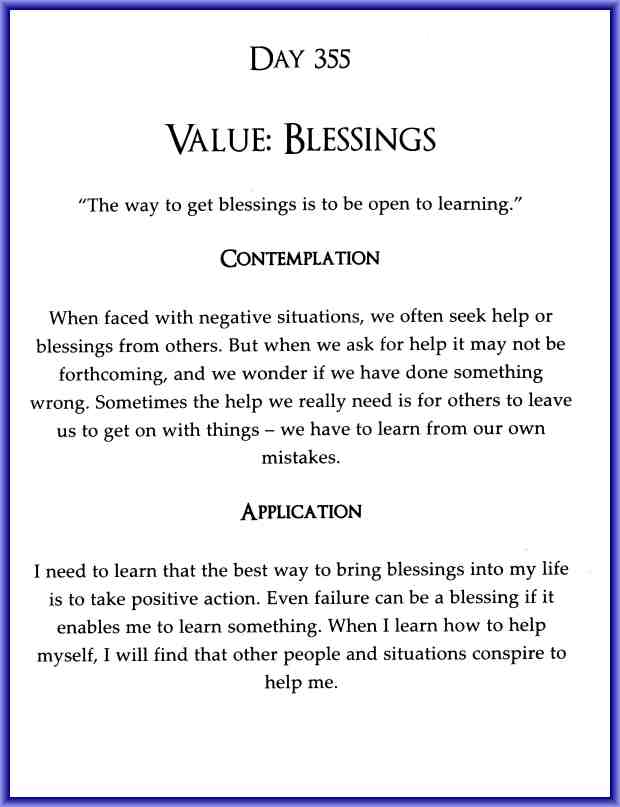 DAY 355
VALUE: BLESSINGS
"The way to get blessings is to be open to learning."
CONTEMPLATION
When faced with negative situations, we often seek help or
blessings from others. But when we ask for help it may not be
forthcoming, and we wonder if we have done something
wrong. Sometimes the help we really need is for others to leave
us to get on with things – we have to learn from our own
mistakes.
APPLICATION
I need to learn that the best way to bring blessings into my life
is to take positive action. Even failure can be a blessing if it
enables me to learn something. When I learn how to help
myself, I will find that other people and situations conspire to
help me.